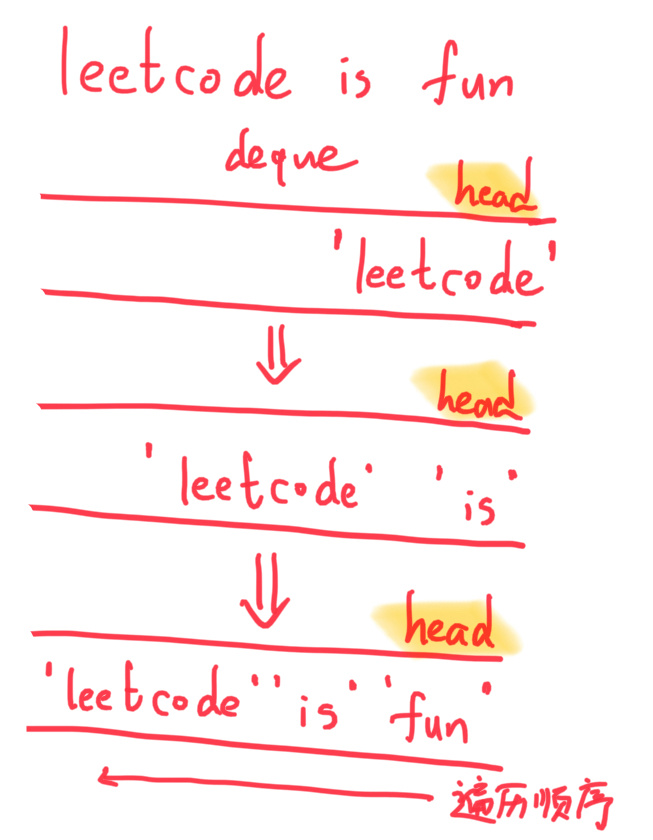 leetcode is fun
deque
head
'leetcode'
head
'leetcode' 'is'
head
'leetcode' 'is' 'fun'
遍历顺序